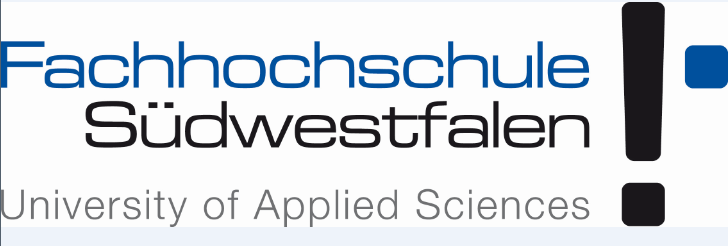 Fachhochschule
Südwestfalen
University of Applied Sciences